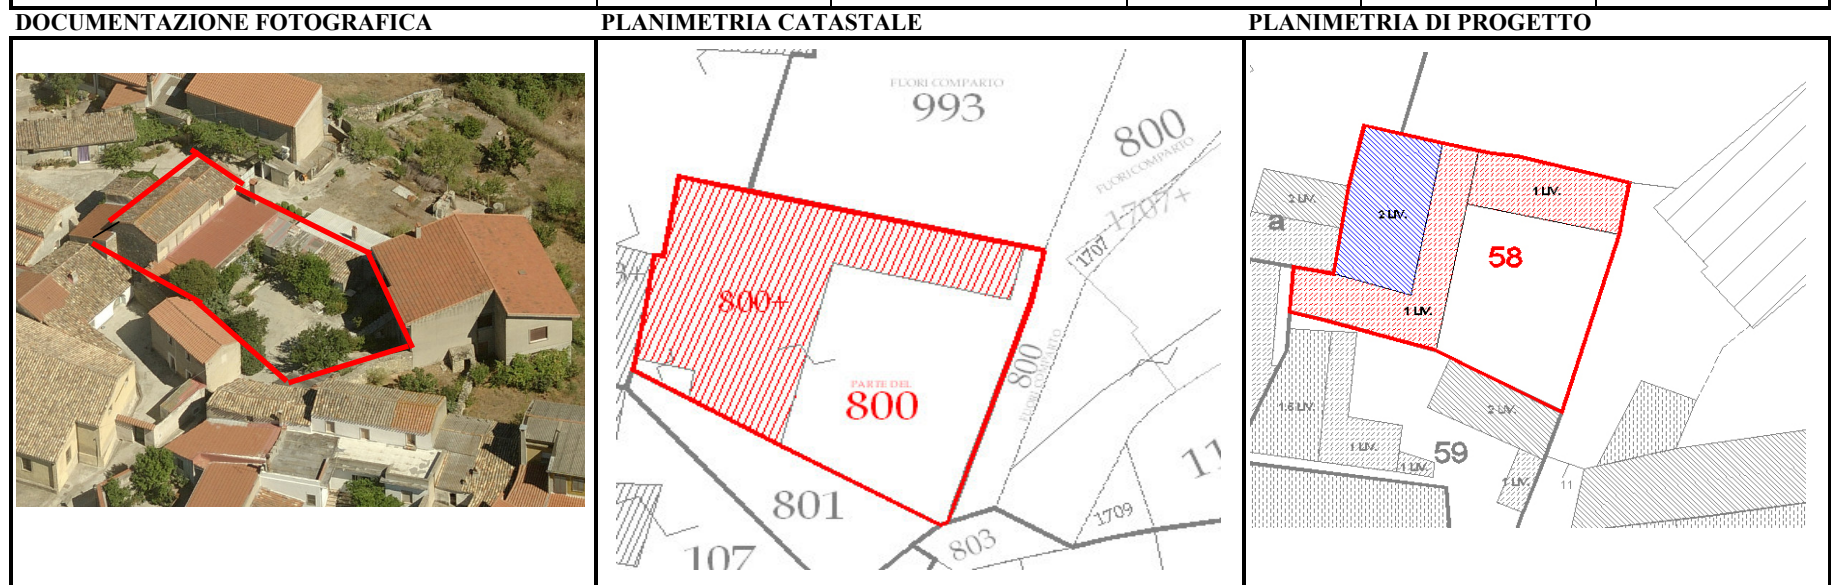 DOCUMENTAZIONE FOTOGRAFICA
PLANIMETRIA CATASTALE
PLANIMETRIA DI PROGETTO
FUORI COMPARTO
993
800
FUORI COMPARTO
1707+
1707
800+
PARTE DEL
800
800
FUORI COMPARTO
801
107
803
1709
11
2 LIV.
a
2 LIV.
1 LIV.
58
1 LIV.
1.5 LIV.
2 LIV.
1 LIV.
59
1 LIV.
1 LIV.
11